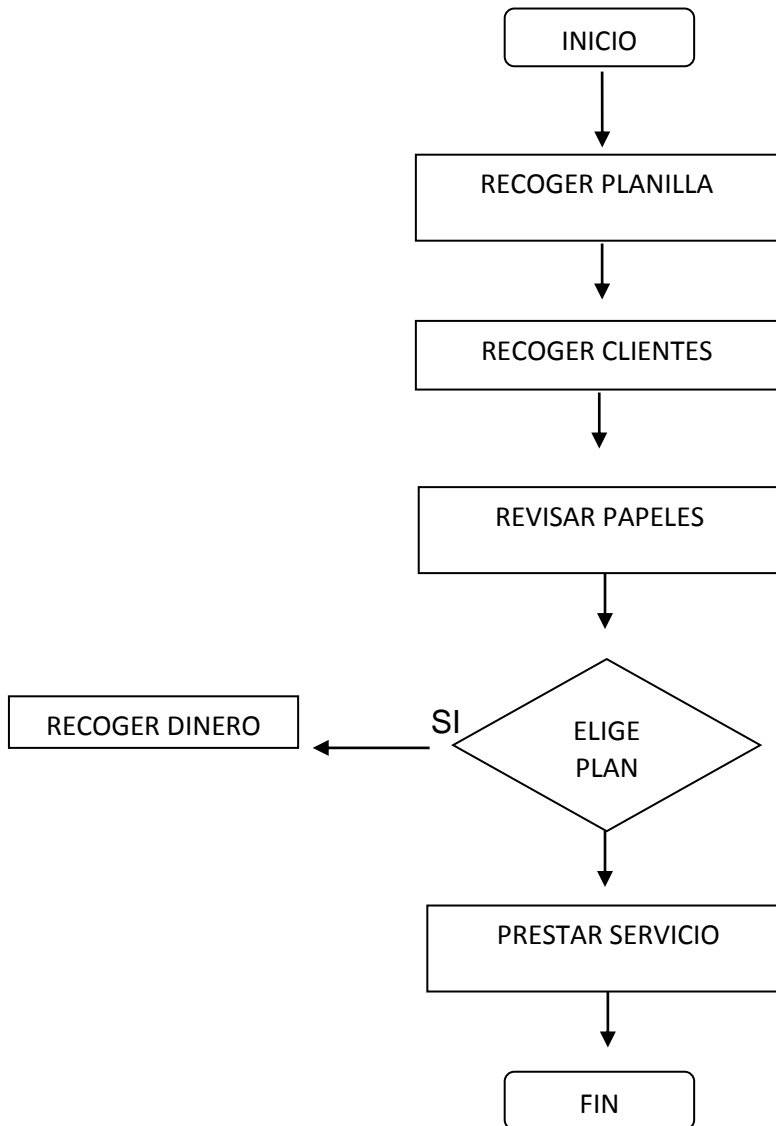 INICIO
RECOGER PLANILLA
RECOGER CLIENTES
REVISAR PAPELES
SI
RECOGER DINERO
ELIGE
PLAN
PRESTAR SERVICIO
FIN